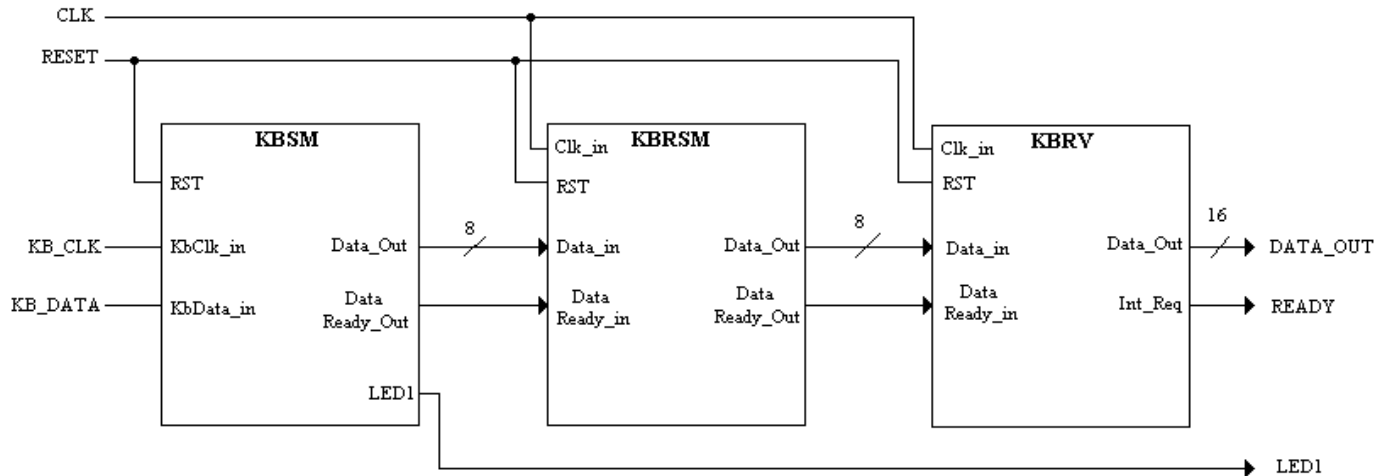 CLK
RESET
KBSM
KBRSM
KBRV
Clk_in
Clk_in
RST
RST
RST
8
8
16
KB_CLK
KbClk_in
Data_Out
Data_in
Data_Out
Data_in
Data_Out
DATA_OUT
KB_DATA
KbData_in
Data
Ready_Out
Data
Ready_in
Data
Ready_Out
Data
Ready_in
Int_Req
READY
LED1
LED1